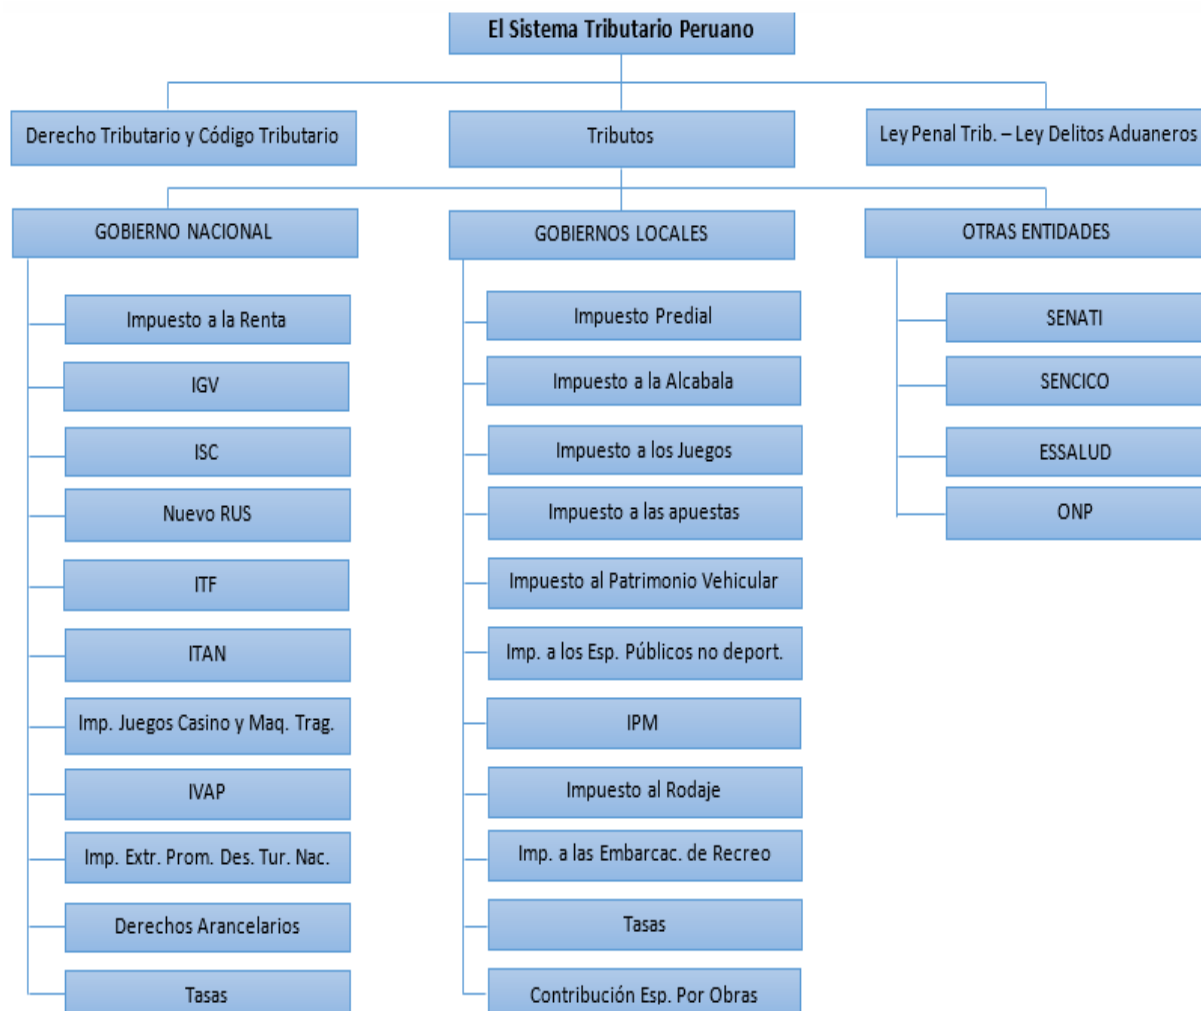 El Sistema Tributario Peruano
Derecho Tributario y Código Tributario
Tributos
Ley Penal Trib. – Ley Delitos Aduaneros
GOBIERNO NACIONAL
Impuesto a la Renta
IGV
ISC
Nuevo RUS
ITF
ITAN
Imp. Juegos Casino y Maq. Trag.
IVAP
Imp. Extr. Prom. Des. Tur. Nac.
Derechos Arancelarios
Tasas
GOBIERNOS LOCALES
Impuesto Predial
Impuesto a la Alcabala
Impuesto a los Juegos
Impuesto a las apuestas
Impuesto al Patrimonio Vehicular
Imp. a los Esp. Públicos no deport.
IPM
Impuesto al Rodaje
Imp. a las Embarcac. de Recreo
Tasas
Contribución Esp. Por Obras
OTRAS ENTIDADES
SENATI
SENCICO
ESSALUD
ONP